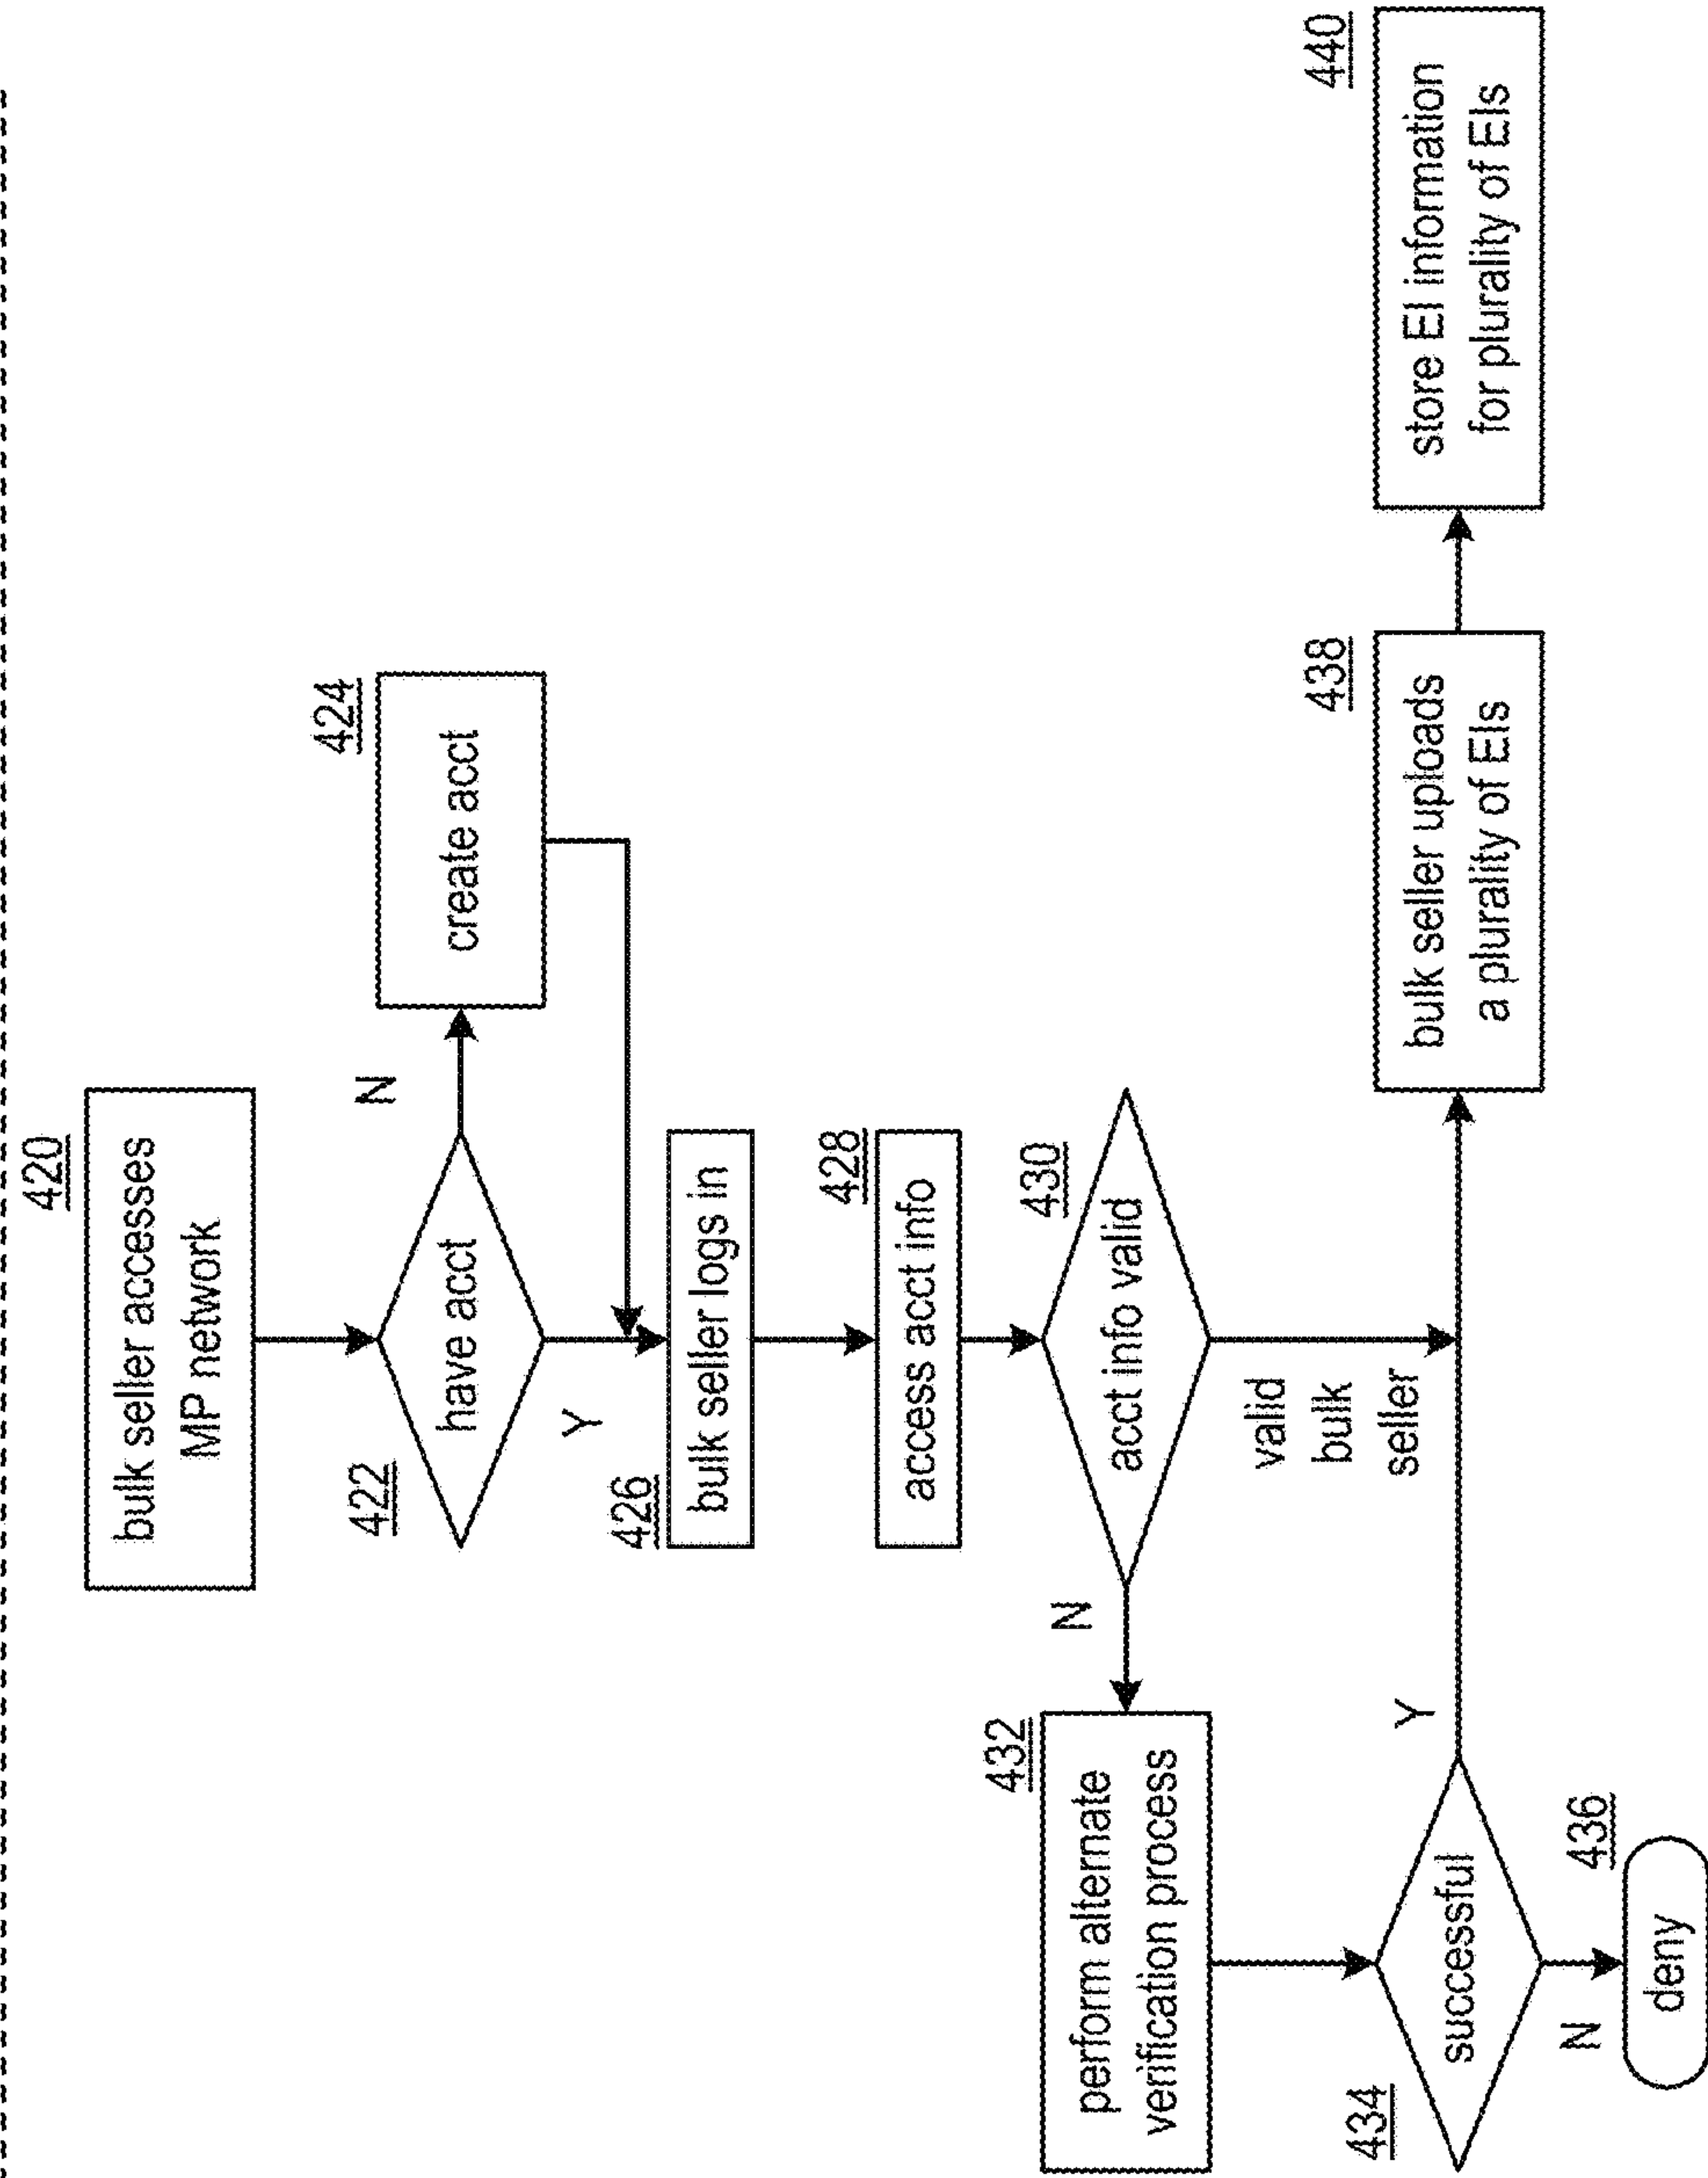 420
bulk seller accesses
MP network
422
have acct
N
424
create acct
Y
426
bulk seller logs in
428
access acct info
430
acct info valid
N
valid
bulk
seller
432
perform alternate
verification process
434
successful
Y
N
436
deny
438
bulk seller uploads
a plurality of EIs
440
store EI information
for plurality of EIs